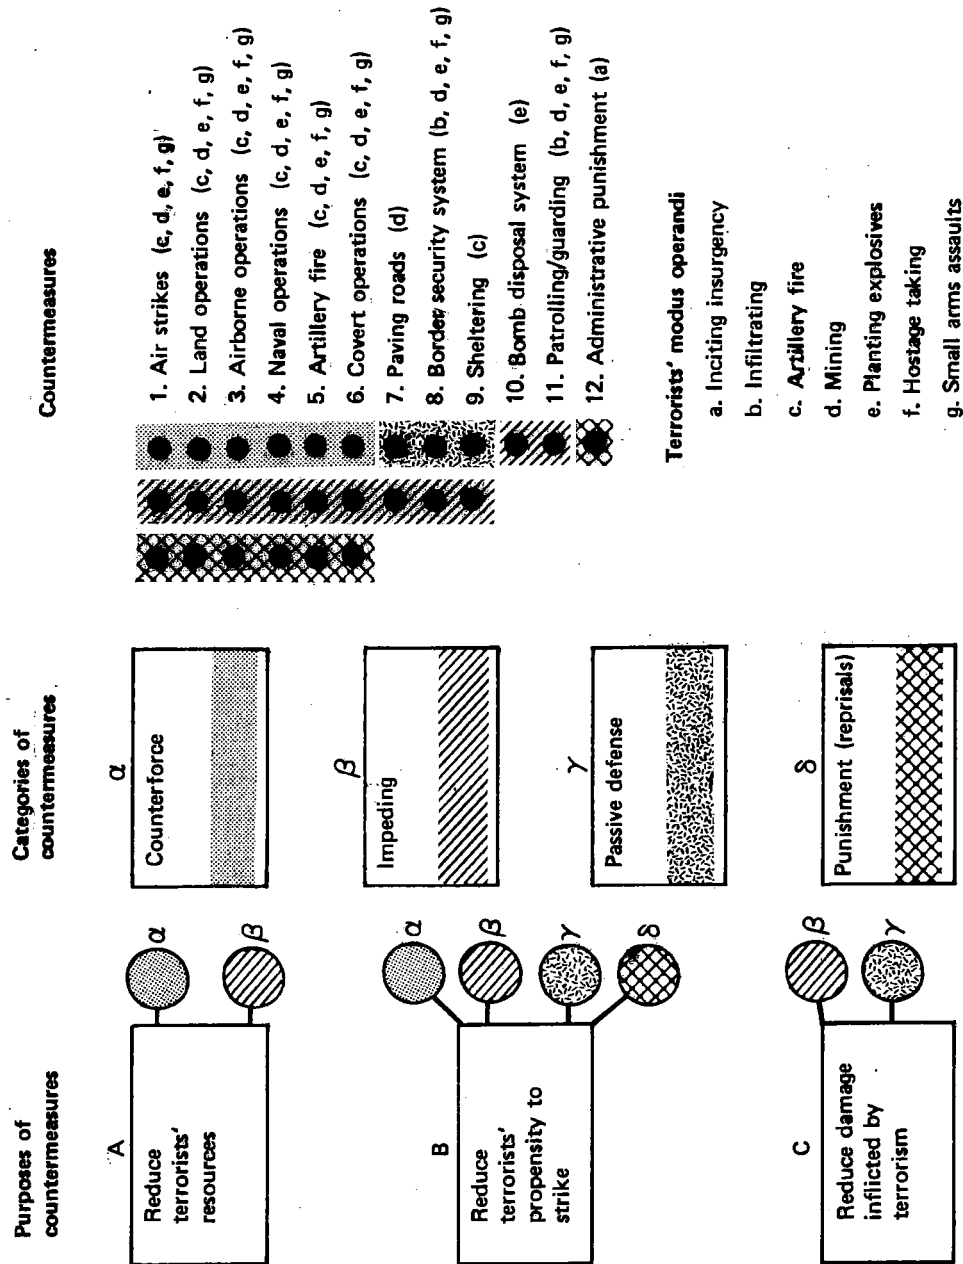 Purposes of
countermeasures
A
Reduce
terrorists'
resources
α
β
B
Reduce
terrorists'
propensity to
strike
α
β
γ
δ
C
Reduce damage
inflicted by
terrorism
β
γ
Categories of
countermeasures
α
Counterforce
β
Impeding
γ
Passive defense
δ
Punishment (reprisals)
Countermeasures
1. Air strikes (c, d, e, f, g)
2. Land operations (c, d, e, f, g)
3. Airborne operations (c, d, e, f, g)
4. Naval operations (c, d, e, f, g)
5. Artillery fire (c, d, e, f, g)
6. Covert operations (c, d, e, f, g)
7. Paving roads (d)
8. Border security system (b, d, e, f, g)
9. Sheltering (c)
10. Bomb disposal system (e)
11. Patrolling/guarding (b, d, e, f, g)
12. Administrative punishment (a)
Terrorists' modus operandi
a. Inciting insurgency
b. Infiltrating
c. Artillery fire
d. Mining
e. Planting explosives
f. Hostage taking
g. Small arms assaults